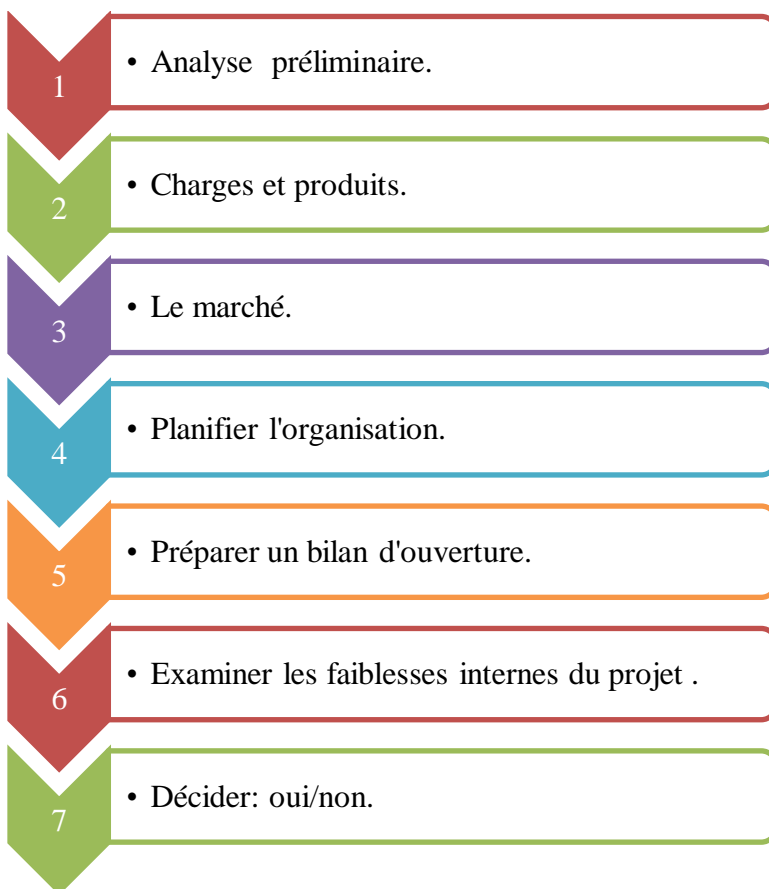 1
• Analyse préliminaire.
2
• Charges et produits.
3
• Le marché.
4
• Planifier l'organisation.
5
• Préparer un bilan d'ouverture.
6
• Examiner les faiblesses internes du projet .
7
• Décider: oui/non.